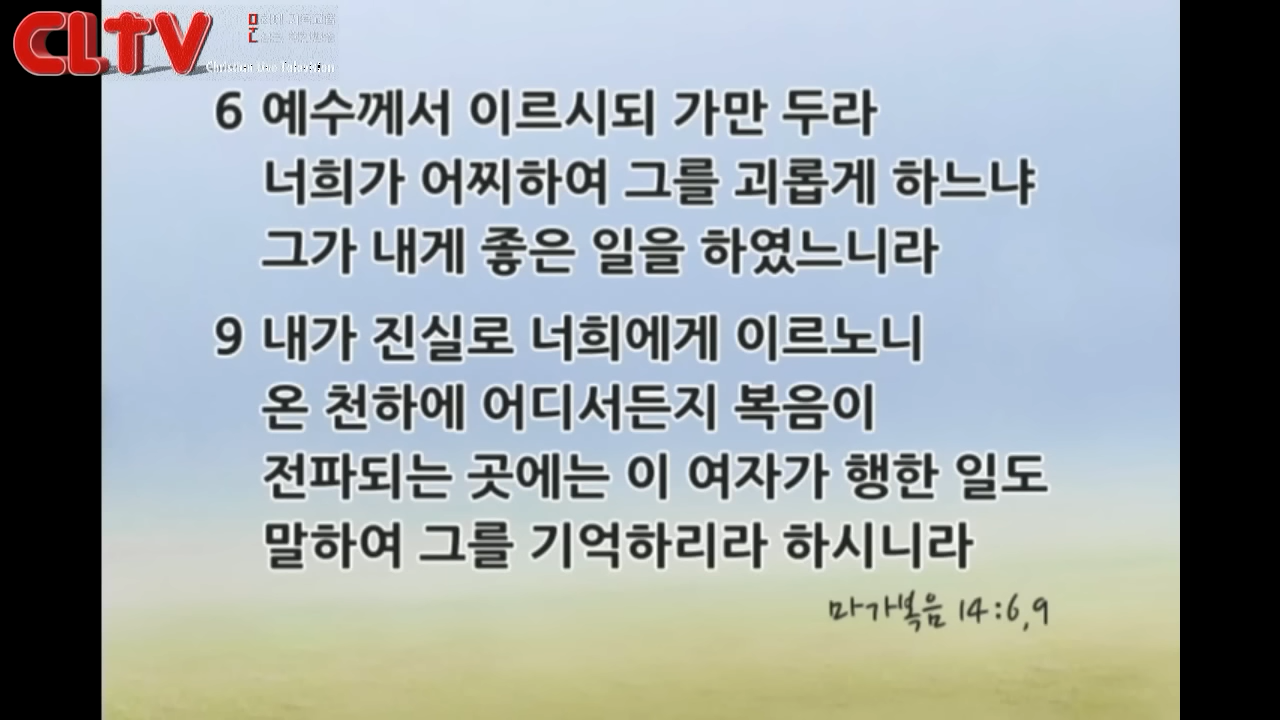 CLTV
Christian Live Television
6 예수께서 이르시되 가만 두라
너희가 어찌하여 그를 괴롭게 하느냐
그가 내게 좋은 일을 하였느니라
9 내가 진실로 너희에게 이르노니
온 천하에 어디서든지 복음이
전파되는 곳에는 이 여자가 행한 일도
말하여 그를 기억하리라 하시니라
마가복음 14:6,9